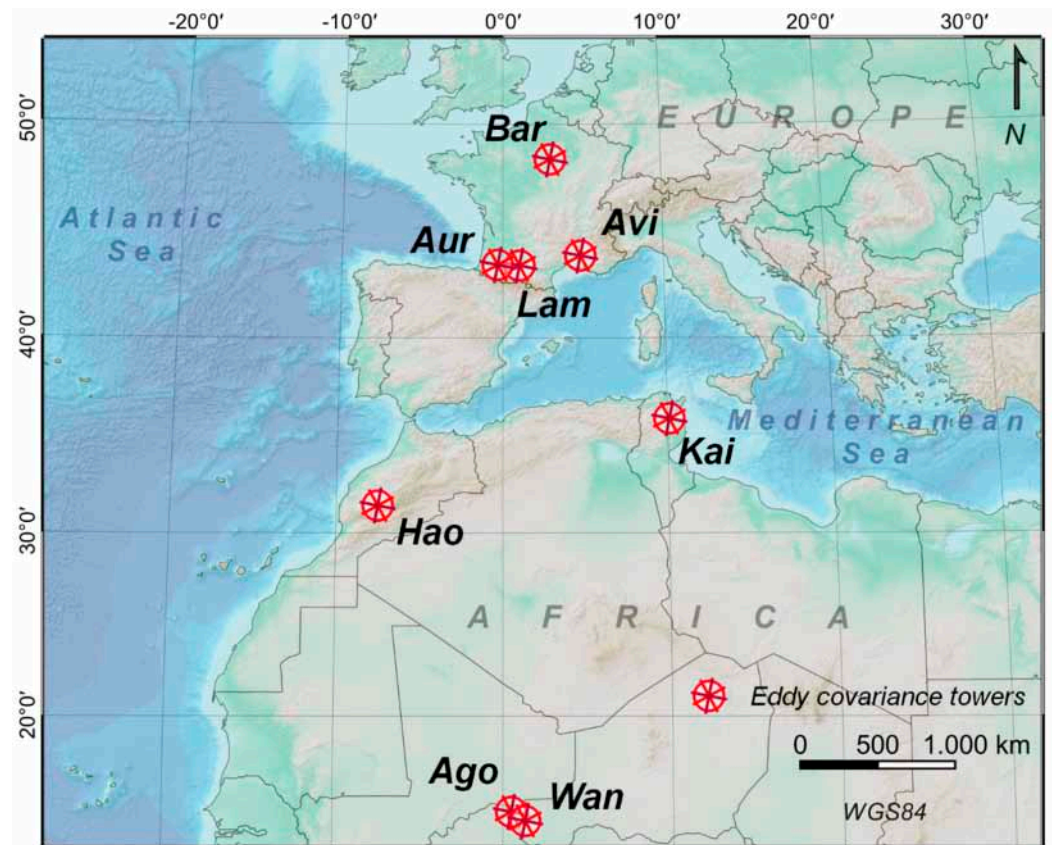 -20°0' -10°0' 0°0' 10°0' 20°0' 30°0'
50°0'
40°0'
30°0'
20°0'
EUROPE
N
Bar
Atlantic
Sea
Aur
Avi
Lam
Mediterranean
Sea
Kai
Hao
AFRICA
Eddy covariance towers
0 500 1.000 km
Ago
Wan
WGS84